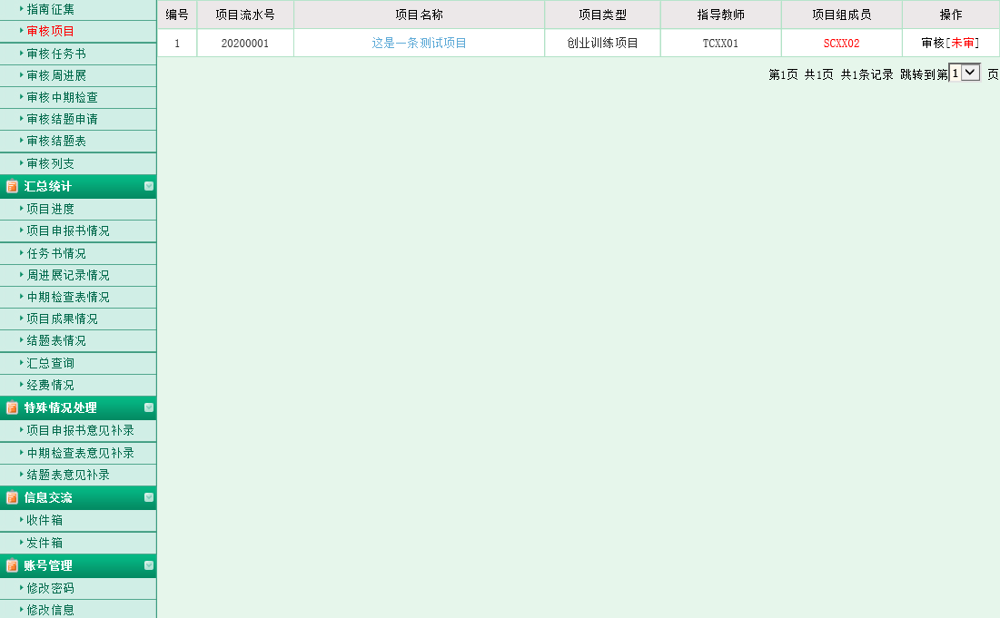 指南征集
审核项目
审核任务书
审核周进展
审核中期检查
审核结题申请
审核结题表
审核列支
汇总统计
项目进度
项目申报书情况
任务书情况
周进展记录情况
中期检查表情况
项目成果情况
结题表情况
汇总查询
经费情况
特殊情况处理
项目申报书意见补录
中期检查表意见补录
结题表意见补录
信息交流
收件箱
发件箱
账号管理
修改密码
修改信息
编号 项目流水号 项目名称 项目类型 指导教师 项目组成员 操作
1 20200001 这是一条测试项目 创业训练项目 TCXX01 SCXX02 审核[未审]
第1页 共1页 共1条记录 跳转到第 1 页